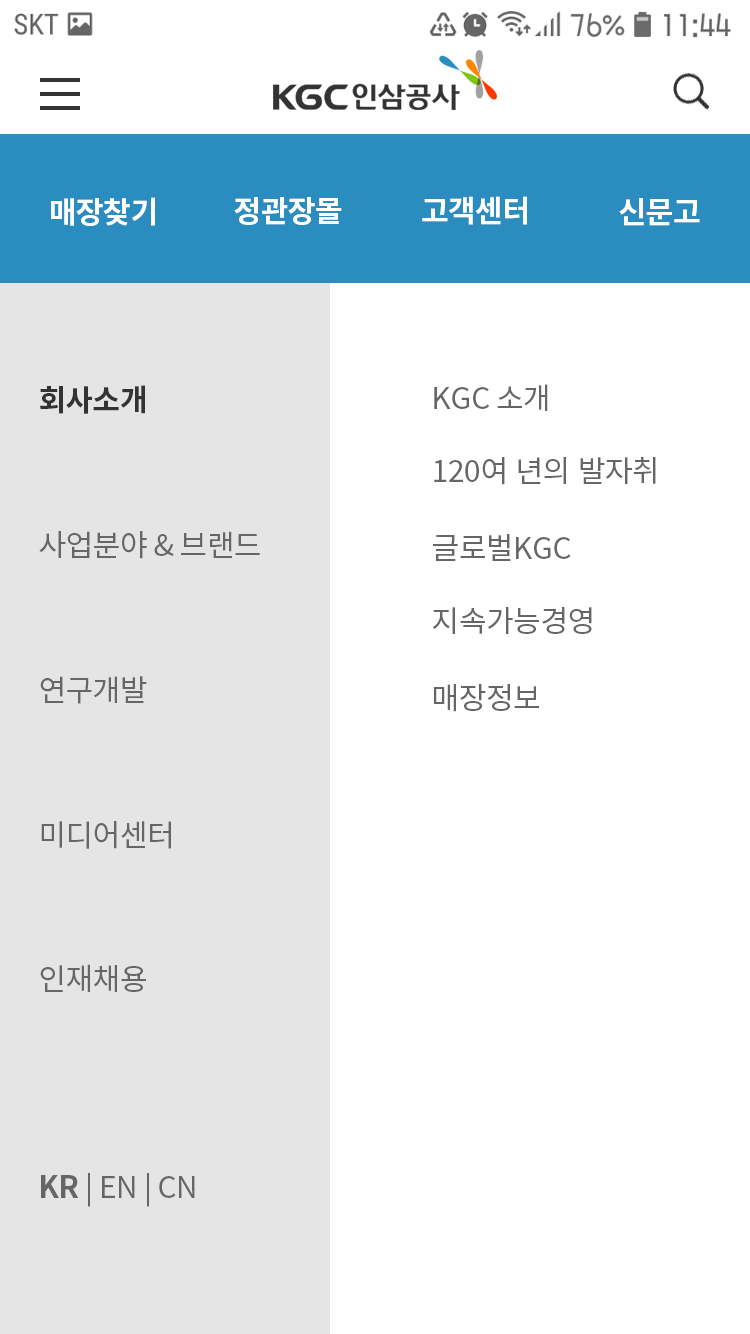 SKT 76% 11:44
KGC인삼공사
매장찾기 정관장몰 고객센터 신문고
회사소개
사업분야 & 브랜드
연구개발
미디어센터
인재채용
KR | EN | CN
KGC 소개
120여 년의 발자취
글로벌KGC
지속가능경영
매장정보